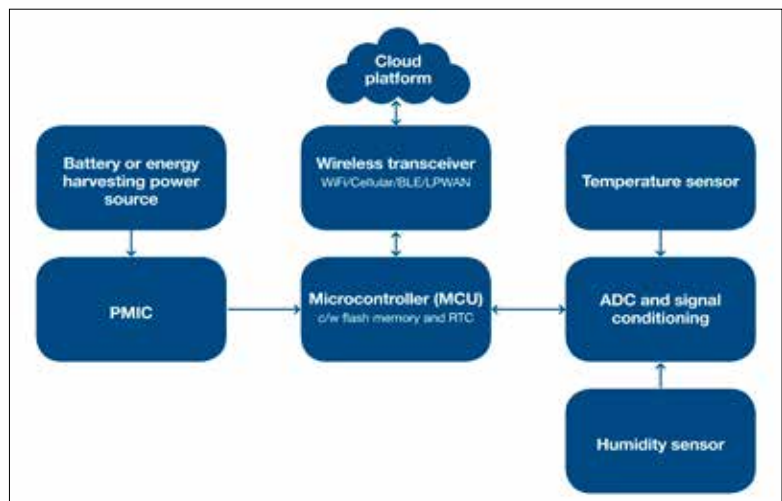 Cloud
platform
Battery or energy
harvesting power
source
Wireless transceiver
WiFi/Cellular/BLE/LPWAN
Temperature sensor
PMIC
Microcontroller (MCU)
c/w flash memory and RTC
ADC and signal
conditioning
Humidity sensor